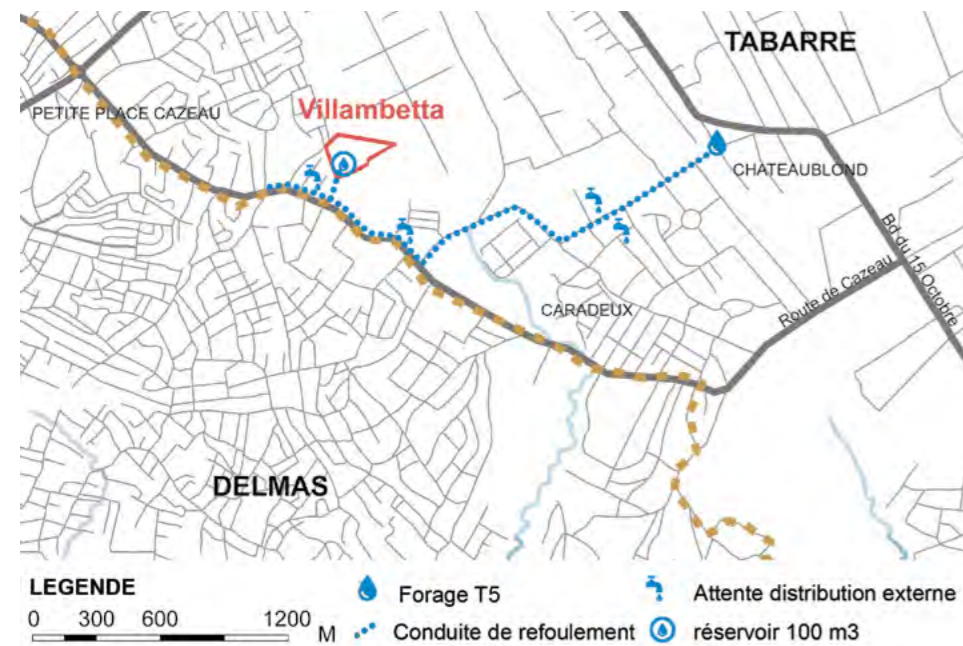 TABARRE
Villambetta
PETITE PLACE CAZEAU
CHATEAUBLOND
Bd du 15 Octobre
Route de Cazeau
CARADEUX
DELMAS
LEGENDE
0 300 600 1200 M
Forage T5
Attente distribution externe
Conduite de refoulement
réservoir 100 m3